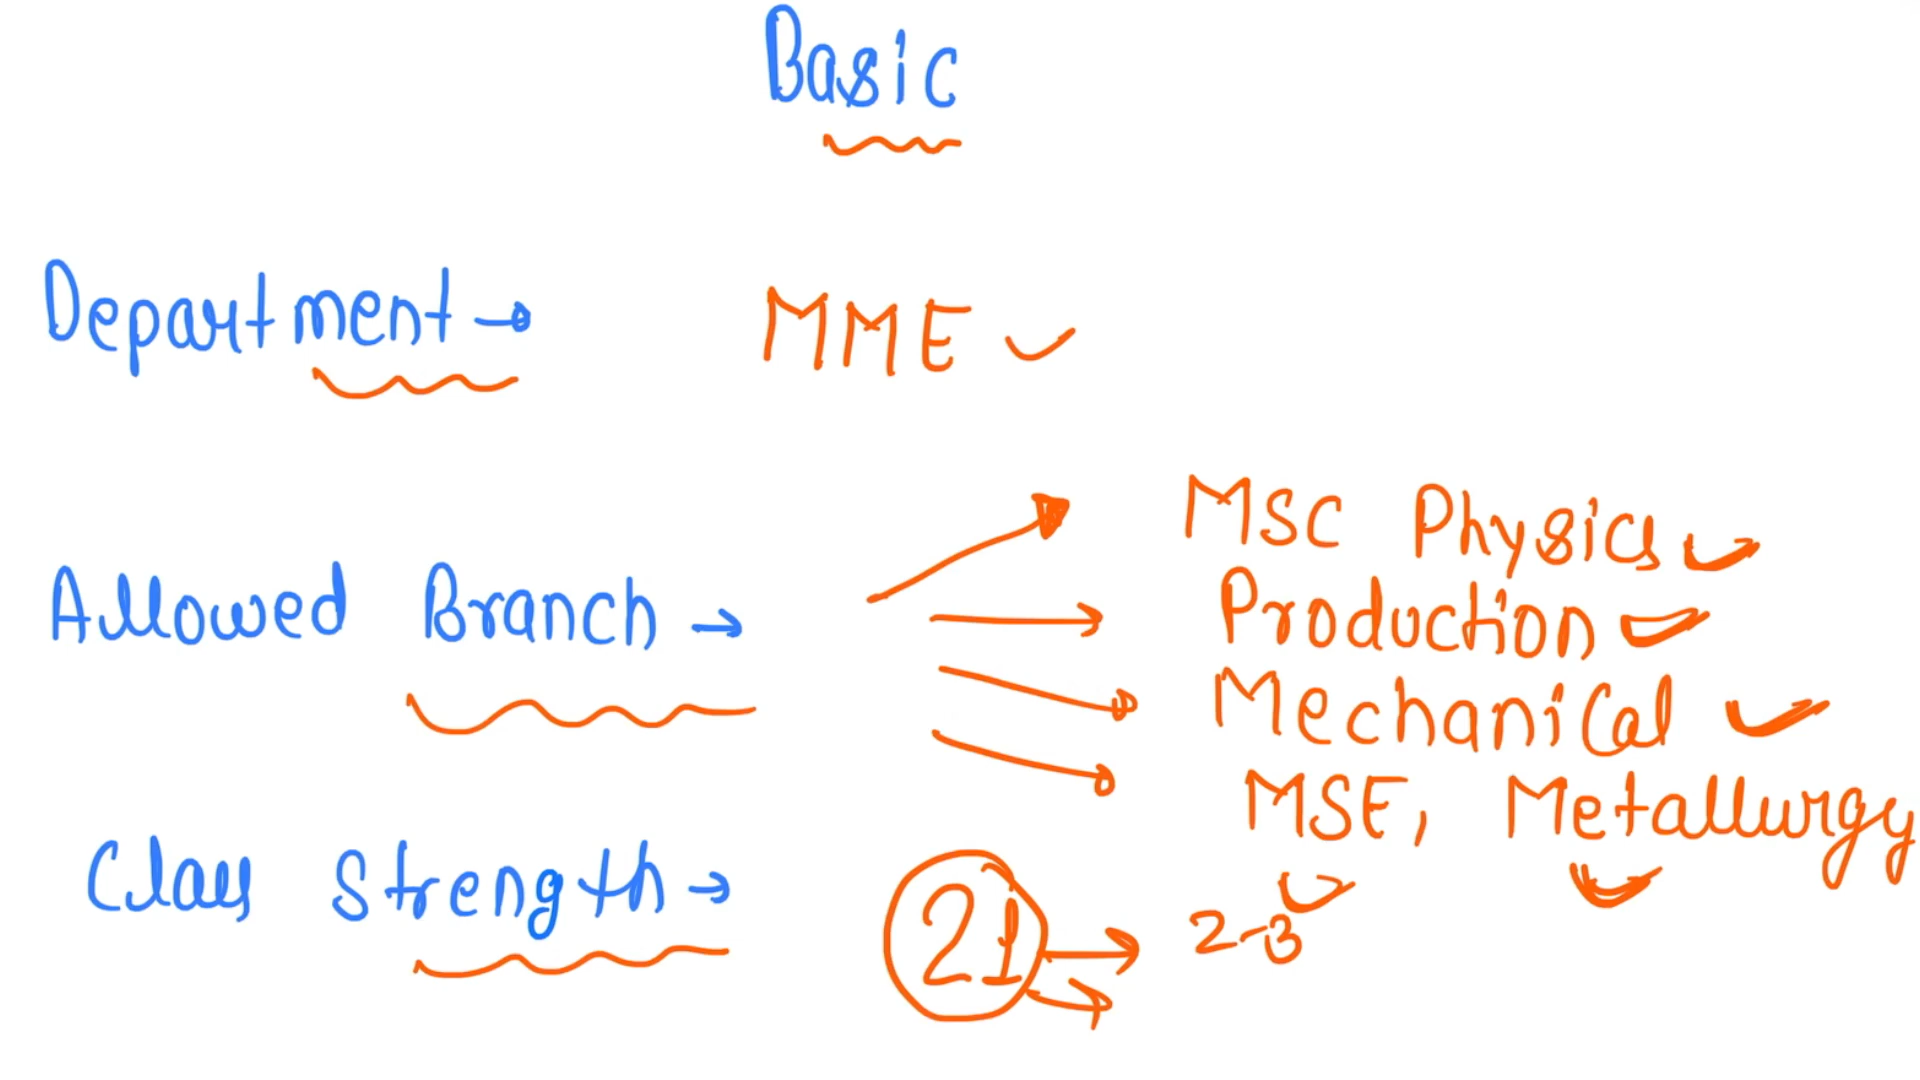 Basic
Department → MME ✓
Allowed Branch → MSC Physics ✓
Production ✓
Mechanical ✓
MSE, Metallurgy
Class Strength → 21 → 2-3